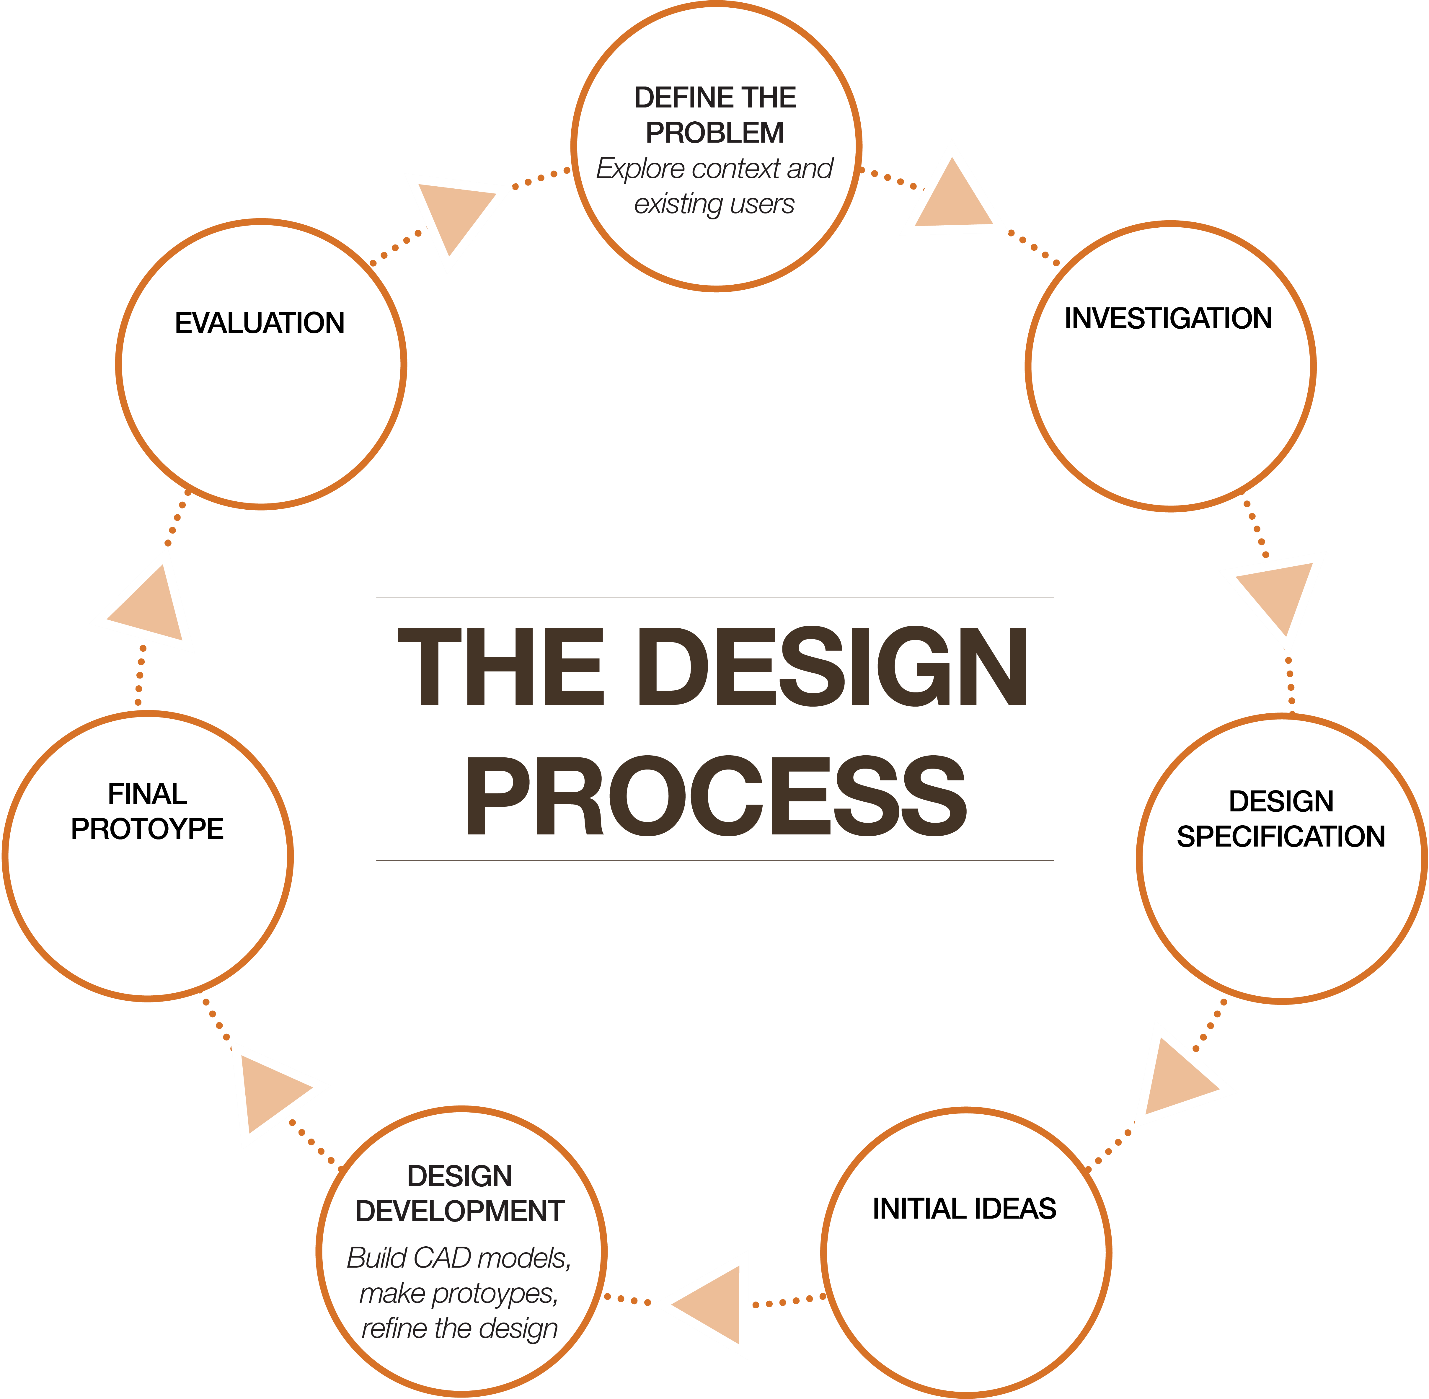 DEFINE THE
PROBLEM
Explore context and
existing users
INVESTIGATION
DESIGN
SPECIFICATION
INITIAL IDEAS
DESIGN
DEVELOPMENT
Build CAD models,
make protoypes,
refine the design
FINAL
PROTOYPE
EVALUATION
THE DESIGN
PROCESS